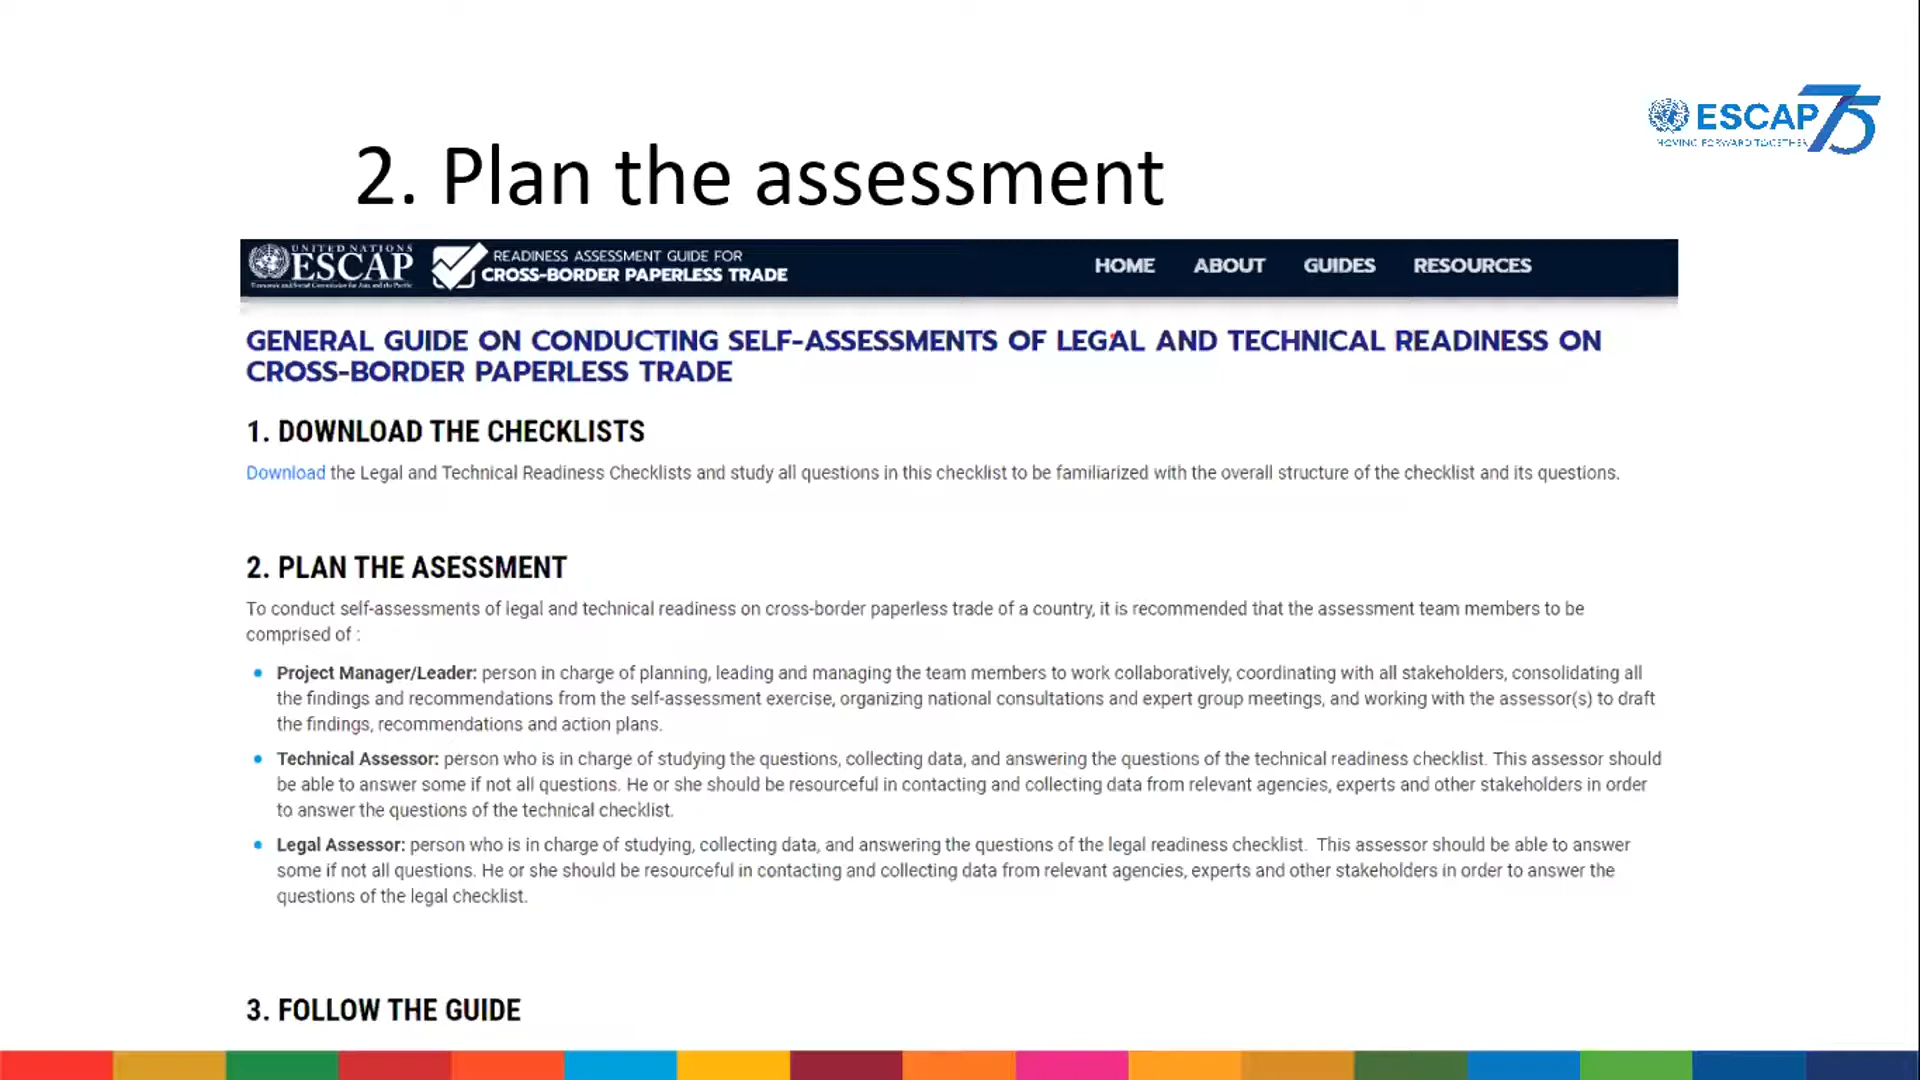 ESCAP 75
MOVING FORWARD TOGETHER
2. Plan the assessment
UNITED NATIONS
ESCAP
Economic and Social Commission for Asia and the Pacific
READINESS ASSESSMENT GUIDE FOR
CROSS-BORDER PAPERLESS TRADE
HOME ABOUT GUIDES RESOURCES
GENERAL GUIDE ON CONDUCTING SELF-ASSESSMENTS OF LEGAL AND TECHNICAL READINESS ON
CROSS-BORDER PAPERLESS TRADE
1. DOWNLOAD THE CHECKLISTS
Download the Legal and Technical Readiness Checklists and study all questions in this checklist to be familiarized with the overall structure of the checklist and its questions.
2. PLAN THE ASESSMENT
To conduct self-assessments of legal and technical readiness on cross-border paperless trade of a country, it is recommended that the assessment team members to be
comprised of :
• Project Manager/Leader: person in charge of planning, leading and managing the team members to work collaboratively, coordinating with all stakeholders, consolidating all
the findings and recommendations from the self-assessment exercise, organizing national consultations and expert group meetings, and working with the assessor(s) to draft
the findings, recommendations and action plans.
• Technical Assessor: person who is in charge of studying the questions, collecting data, and answering the questions of the technical readiness checklist. This assessor should
be able to answer some if not all questions. He or she should be resourceful in contacting and collecting data from relevant agencies, experts and other stakeholders in order
to answer the questions of the technical checklist.
• Legal Assessor: person who is in charge of studying, collecting data, and answering the questions of the legal readiness checklist. This assessor should be able to answer
some if not all questions. He or she should be resourceful in contacting and collecting data from relevant agencies, experts and other stakeholders in order to answer the
questions of the legal checklist.
3. FOLLOW THE GUIDE